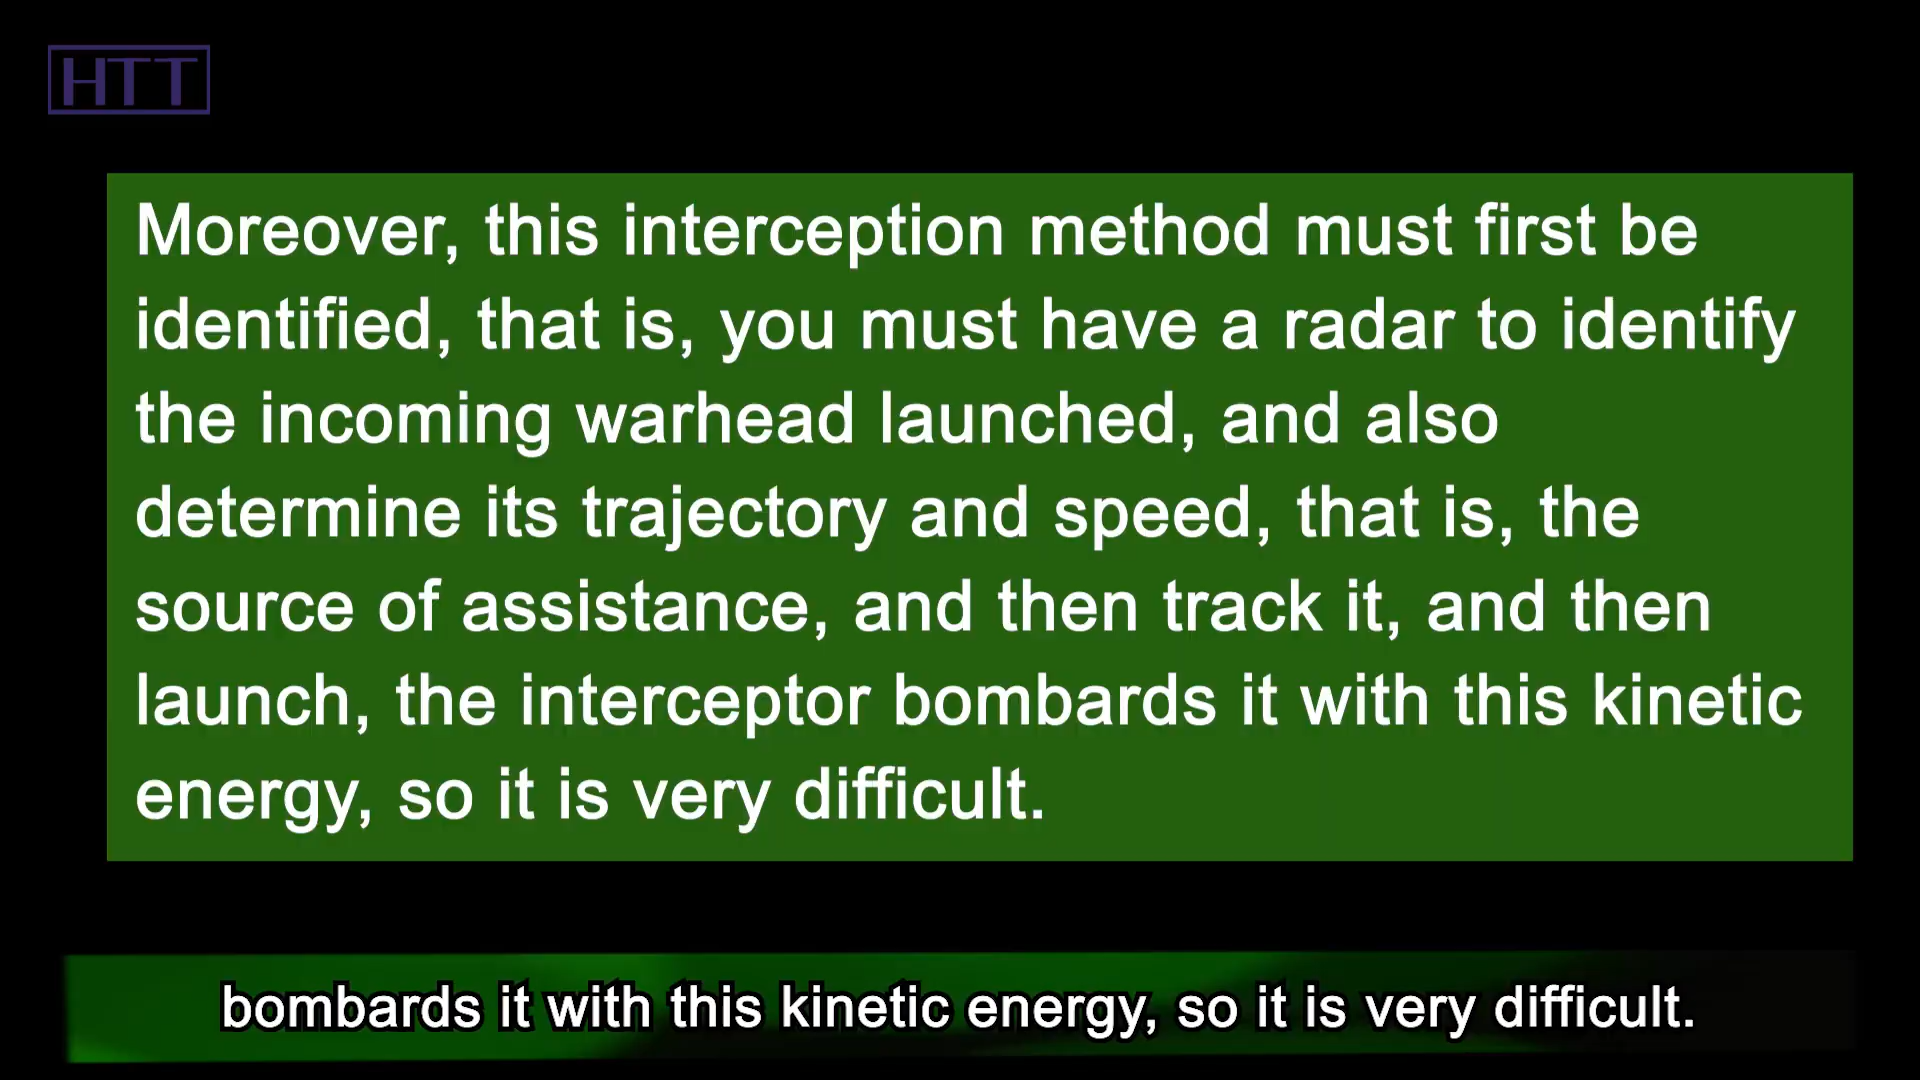 HTT
Moreover, this interception method must first be
identified, that is, you must have a radar to identify
the incoming warhead launched, and also
determine its trajectory and speed, that is, the
source of assistance, and then track it, and then
launch, the interceptor bombards it with this kinetic
energy, so it is very difficult.
bombards it with this kinetic energy, so it is very difficult.